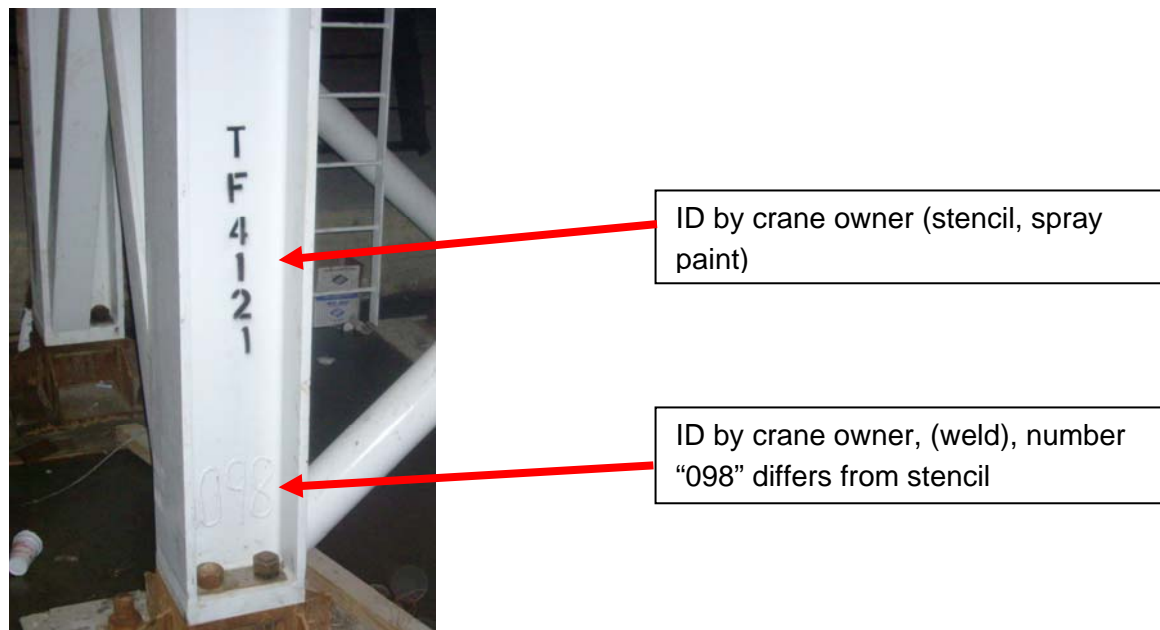 T
F
4
1
2
1
098
ID by crane owner (stencil, spray
paint)
ID by crane owner, (weld), number
“098” differs from stencil